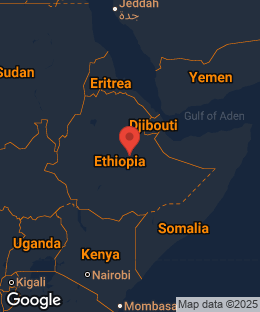 Jeddah
جدة
Sudan
Eritrea
Yemen
Gulf of Aden
Djibouti
Ethiopia
Somalia
Uganda
Kenya
Kigali
Nairobi
Mombasa
Google
Map data ©2025